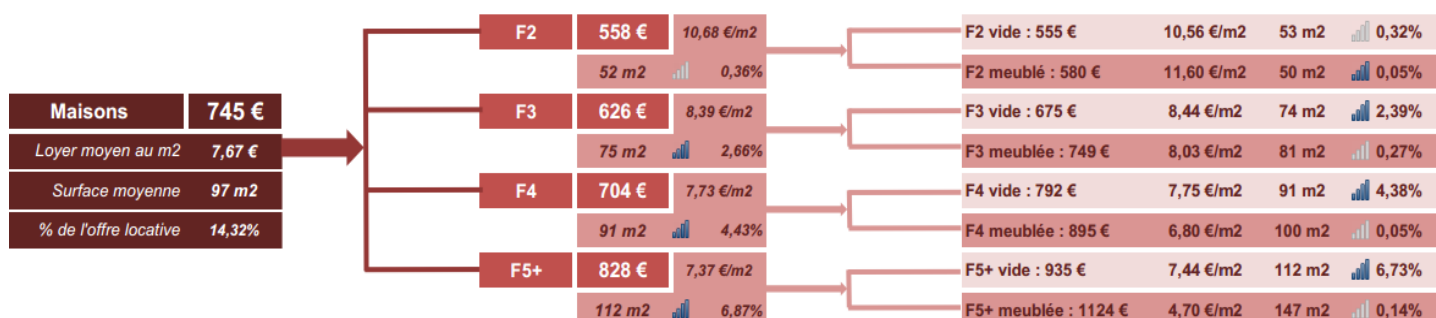 Maisons 745 €
Loyer moyen au m2 7,67 €
Surface moyenne 97 m2
% de l'offre locative 14,32%
F2 558 € 10,68 €/m2
52 m2 0,36%
F3 626 € 8,39 €/m2
75 m2 2,66%
F4 704 € 7,73 €/m2
91 m2 4,43%
F5+ 828 € 7,37 €/m2
112 m2 6,87%
F2 vide : 555 € 10,56 €/m2 53 m2 0,32%
F2 meublé : 580 € 11,60 €/m2 50 m2 0,05%
F3 vide : 675 € 8,44 €/m2 74 m2 2,39%
F3 meublée : 749 € 8,03 €/m2 81 m2 0,27%
F4 vide : 792 € 7,75 €/m2 91 m2 4,38%
F4 meublée : 895 € 6,80 €/m2 100 m2 0,05%
F5+ vide : 935 € 7,44 €/m2 112 m2 6,73%
F5+ meublée : 1124 € 4,70 €/m2 147 m2 0,14%